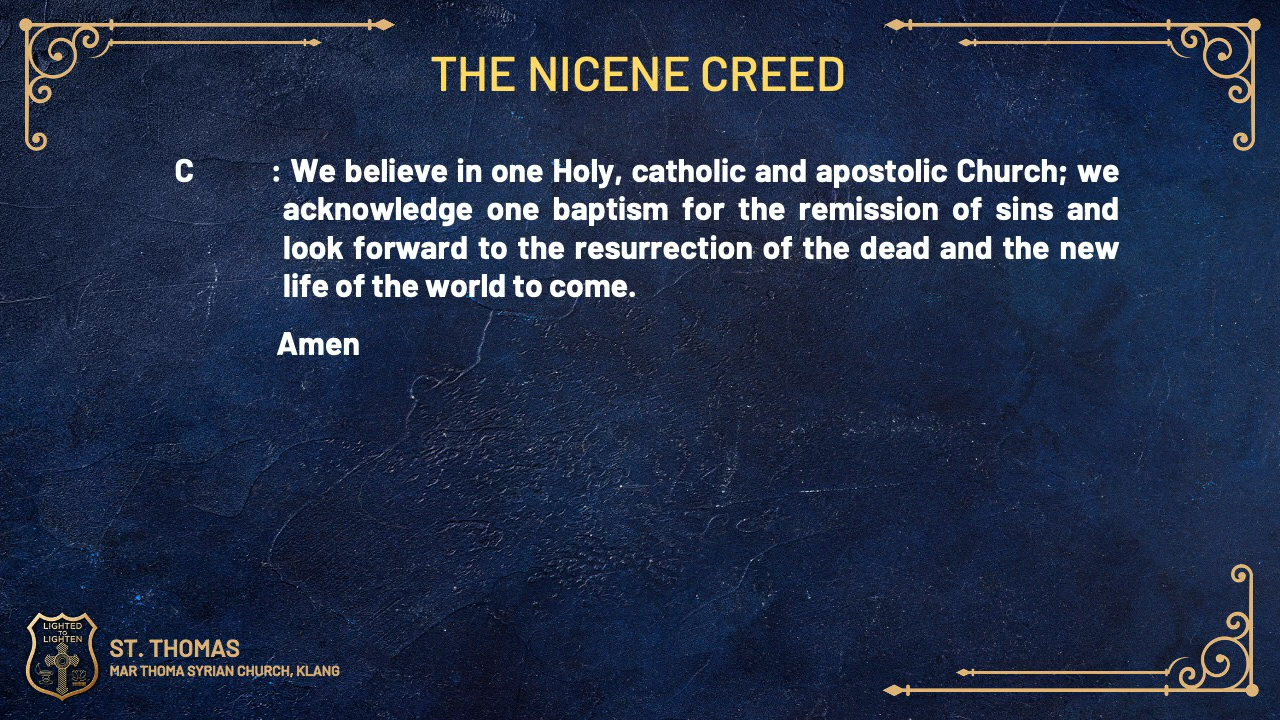 THE NICENE CREED
C : We believe in one Holy, catholic and apostolic Church; we
acknowledge one baptism for the remission of sins and
look forward to the resurrection of the dead and the new
life of the world to come.
Amen
LIGHTED
TO
LIGHTEN
ST. THOMAS
MAR THOMA SYRIAN CHURCH, KLANG